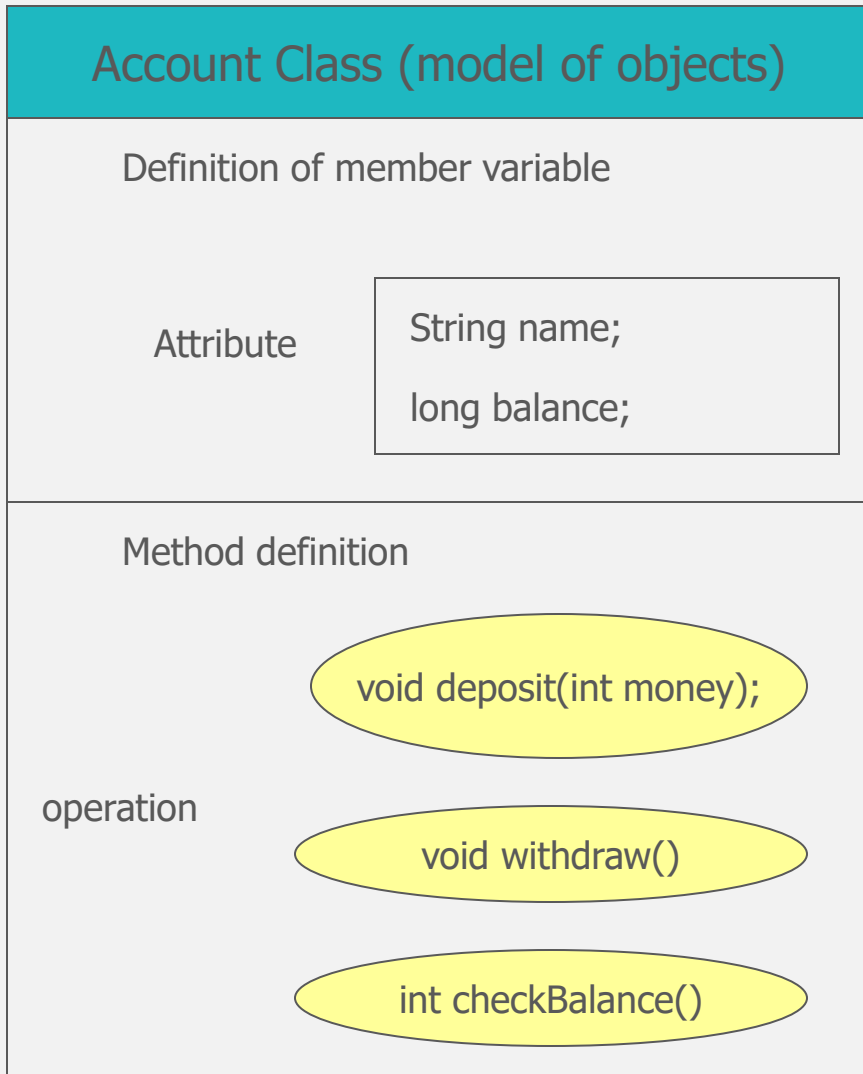 Account Class (model of objects)
Definition of member variable
Attribute
String name;
long balance;
Method definition
void deposit(int money);
operation
void withdraw()
int checkBalance()